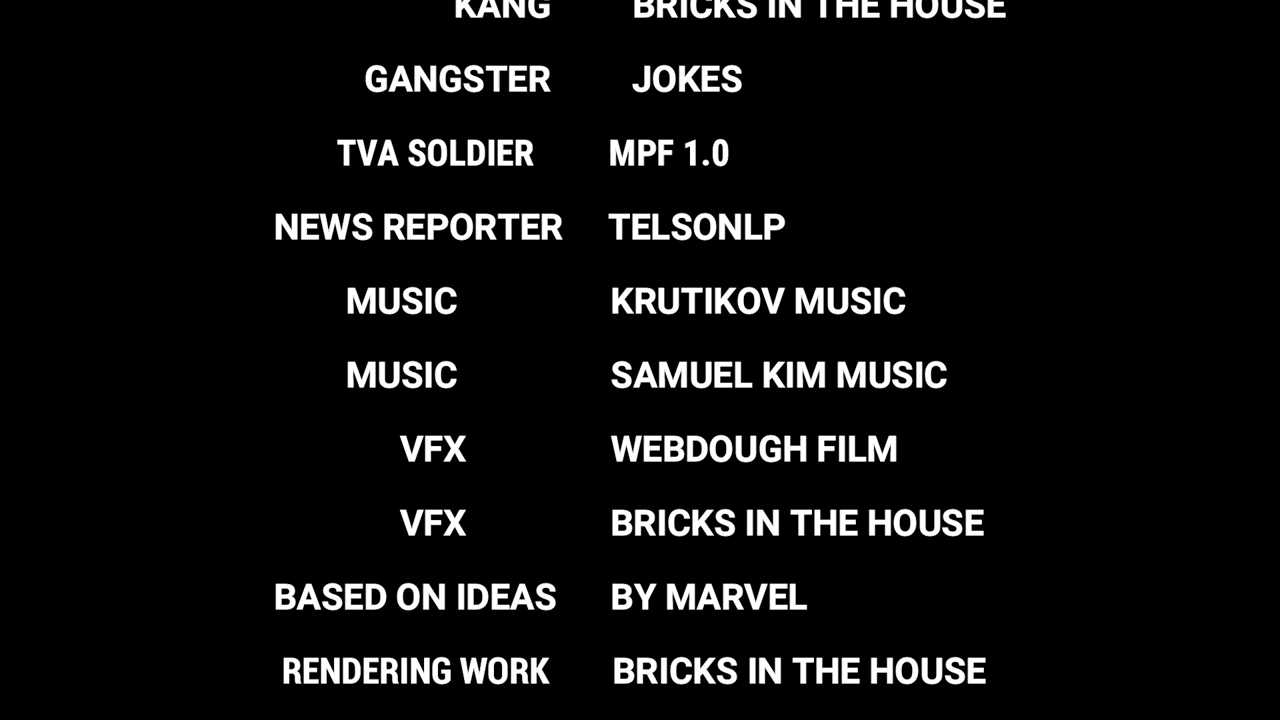 KANG BRICKS IN THE HOUSE
GANGSTER JOKES
TVA SOLDIER MPF 1.0
NEWS REPORTER TELSONLP
MUSIC KRUTIKOV MUSIC
MUSIC SAMUEL KIM MUSIC
VFX WEBDOUGH FILM
VFX BRICKS IN THE HOUSE
BASED ON IDEAS BY MARVEL
RENDERING WORK BRICKS IN THE HOUSE